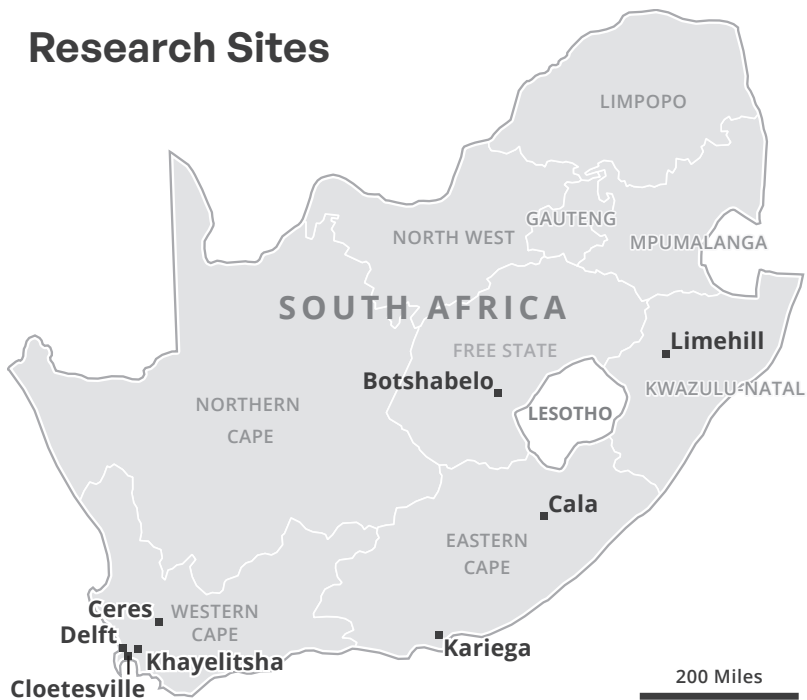 Research Sites
LIMPOPO
GAUTENG
NORTH WEST
MPUMALANGA
SOUTH AFRICA
Limehill
FREE STATE
Botshabelo
KWAZULU-NATAL
NORTHERN
CAPE
LESOTHO
Cala
EASTERN
CAPE
Ceres
WESTERN
CAPE
Delft
Kariega
Khayelitsha
Cloetesville
200 Miles